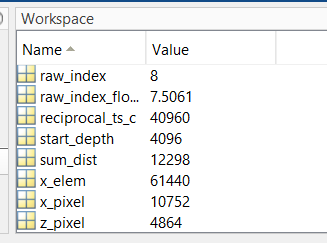 Workspace
Name Value
raw_index 8
raw_index_flo... 7.5061
reciprocal_ts_c 40960
start_depth 4096
sum_dist 12298
x_elem 61440
x_pixel 10752
z_pixel 4864